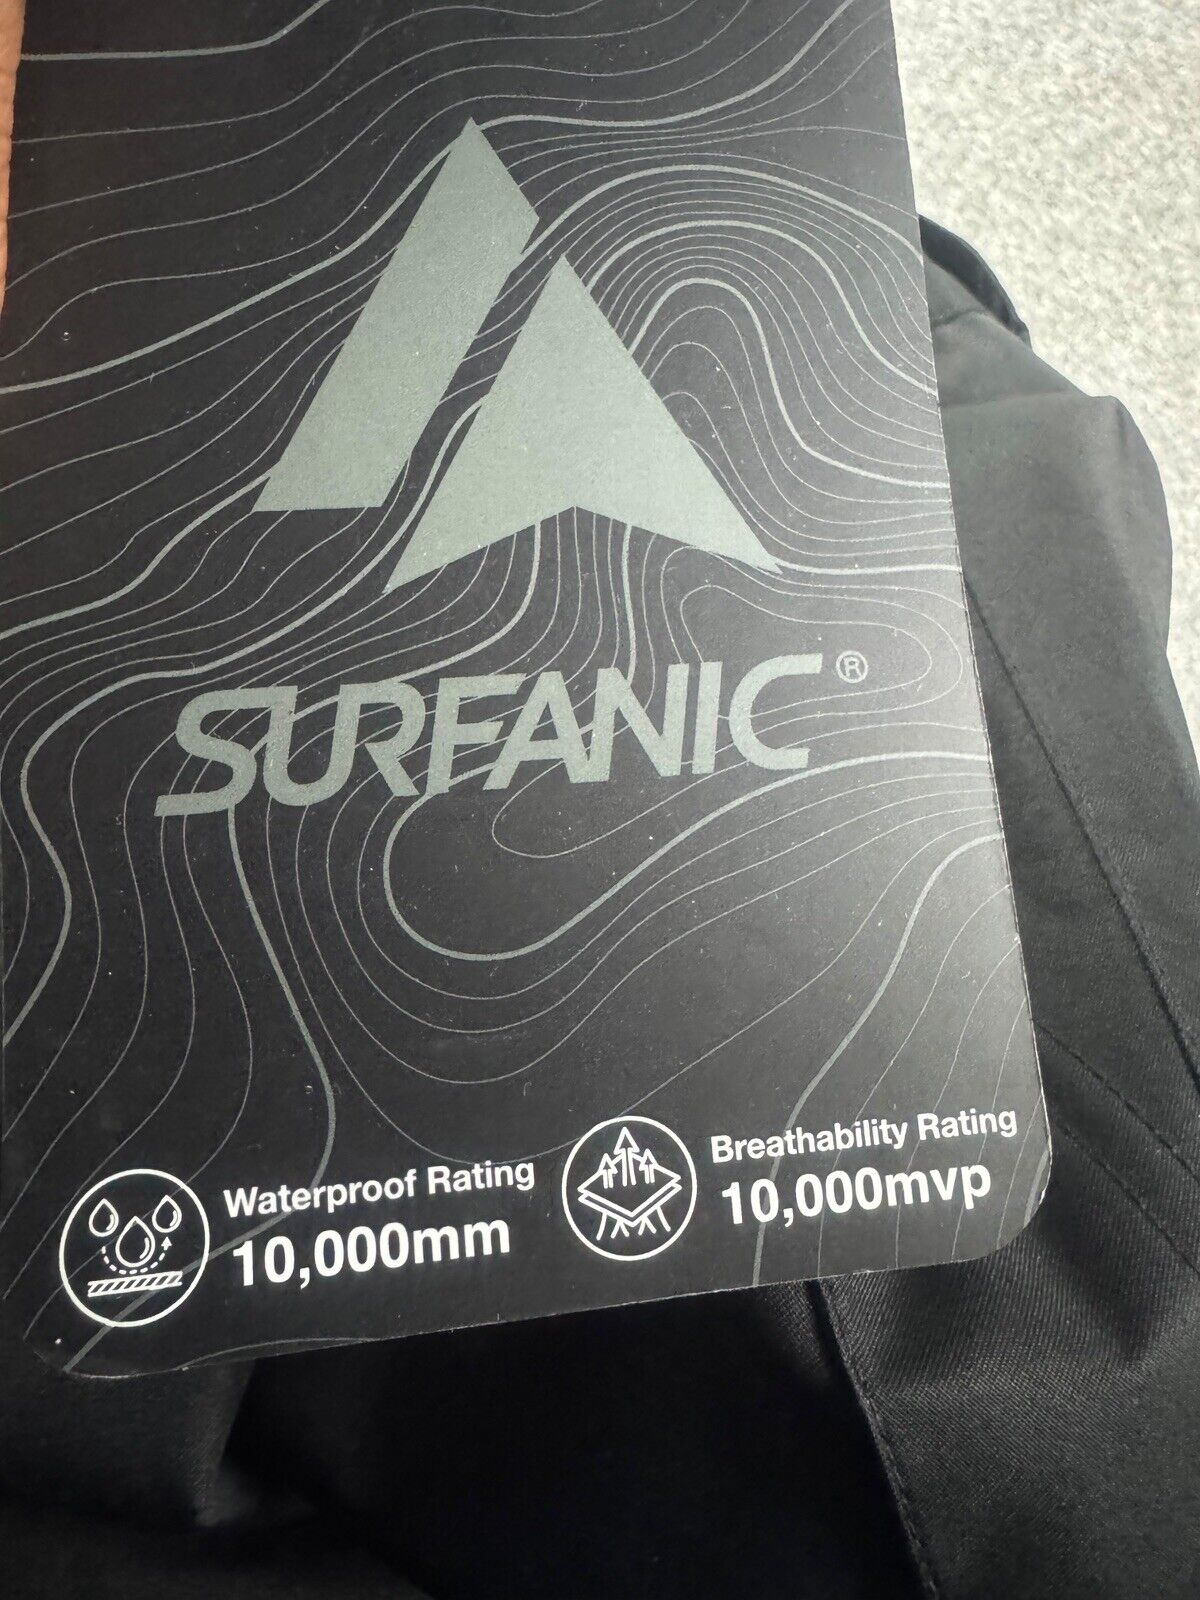 SURFANIC®
Waterproof Rating
10,000mm
Breathability Rating
10,000mvp